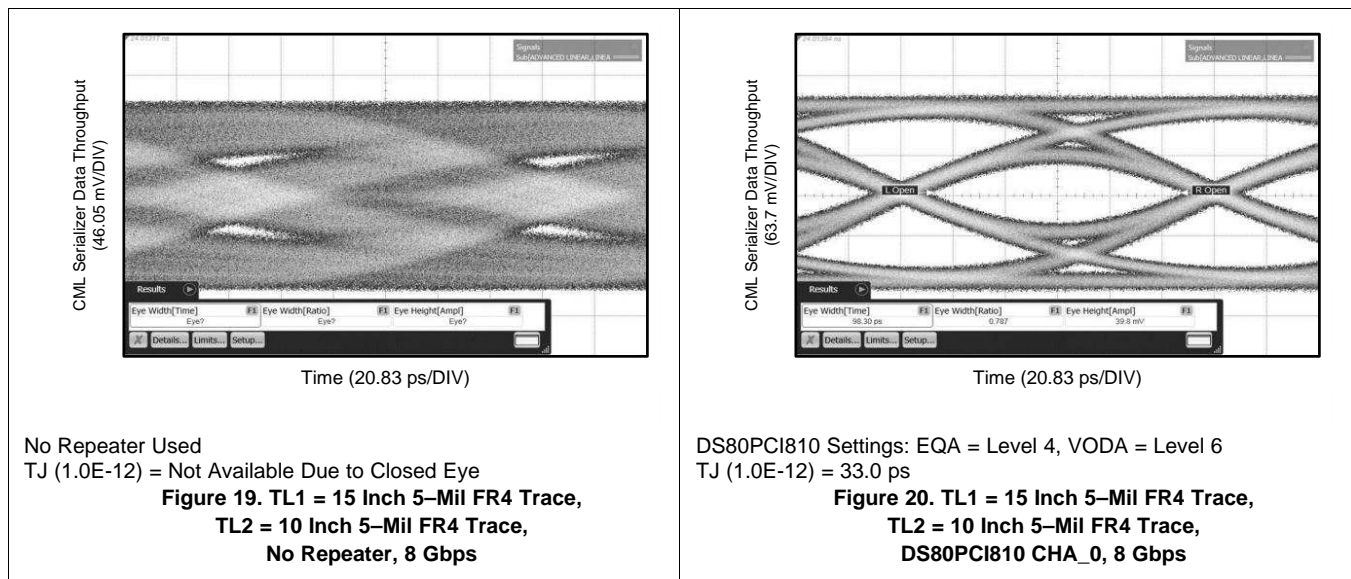 24.01317 ns
Signals
CML Serializer Data Throughput
(46.05 mV/DIV)
Results
Eye Width[Time] F1 Eye Width[Ratio] F1 Eye Height[Ampl] F1
Eye? Eye? Eye?
X Details... Limits... Setup...
Time (20.83 ps/DIV)
No Repeater Used
TJ (1.0E-12) = Not Available Due to Closed Eye
Figure 19. TL1 = 15 Inch 5–Mil FR4 Trace,
TL2 = 10 Inch 5–Mil FR4 Trace,
No Repeater, 8 Gbps
Signals
CML Serializer Data Throughput
(63.7 mV/DIV)
L Open R Open
Results
Eye Width[Time] F1 Eye Width[Ratio] F1 Eye Height[Ampl] F1
98.30 ps 0.787 39.8 mV
X Details... Limits... Setup...
Time (20.83 ps/DIV)
DS80PCI810 Settings: EQA = Level 4, VODA = Level 6
TJ (1.0E-12) = 33.0 ps
Figure 20. TL1 = 15 Inch 5–Mil FR4 Trace,
TL2 = 10 Inch 5–Mil FR4 Trace,
DS80PCI810 CHA_0, 8 Gbps